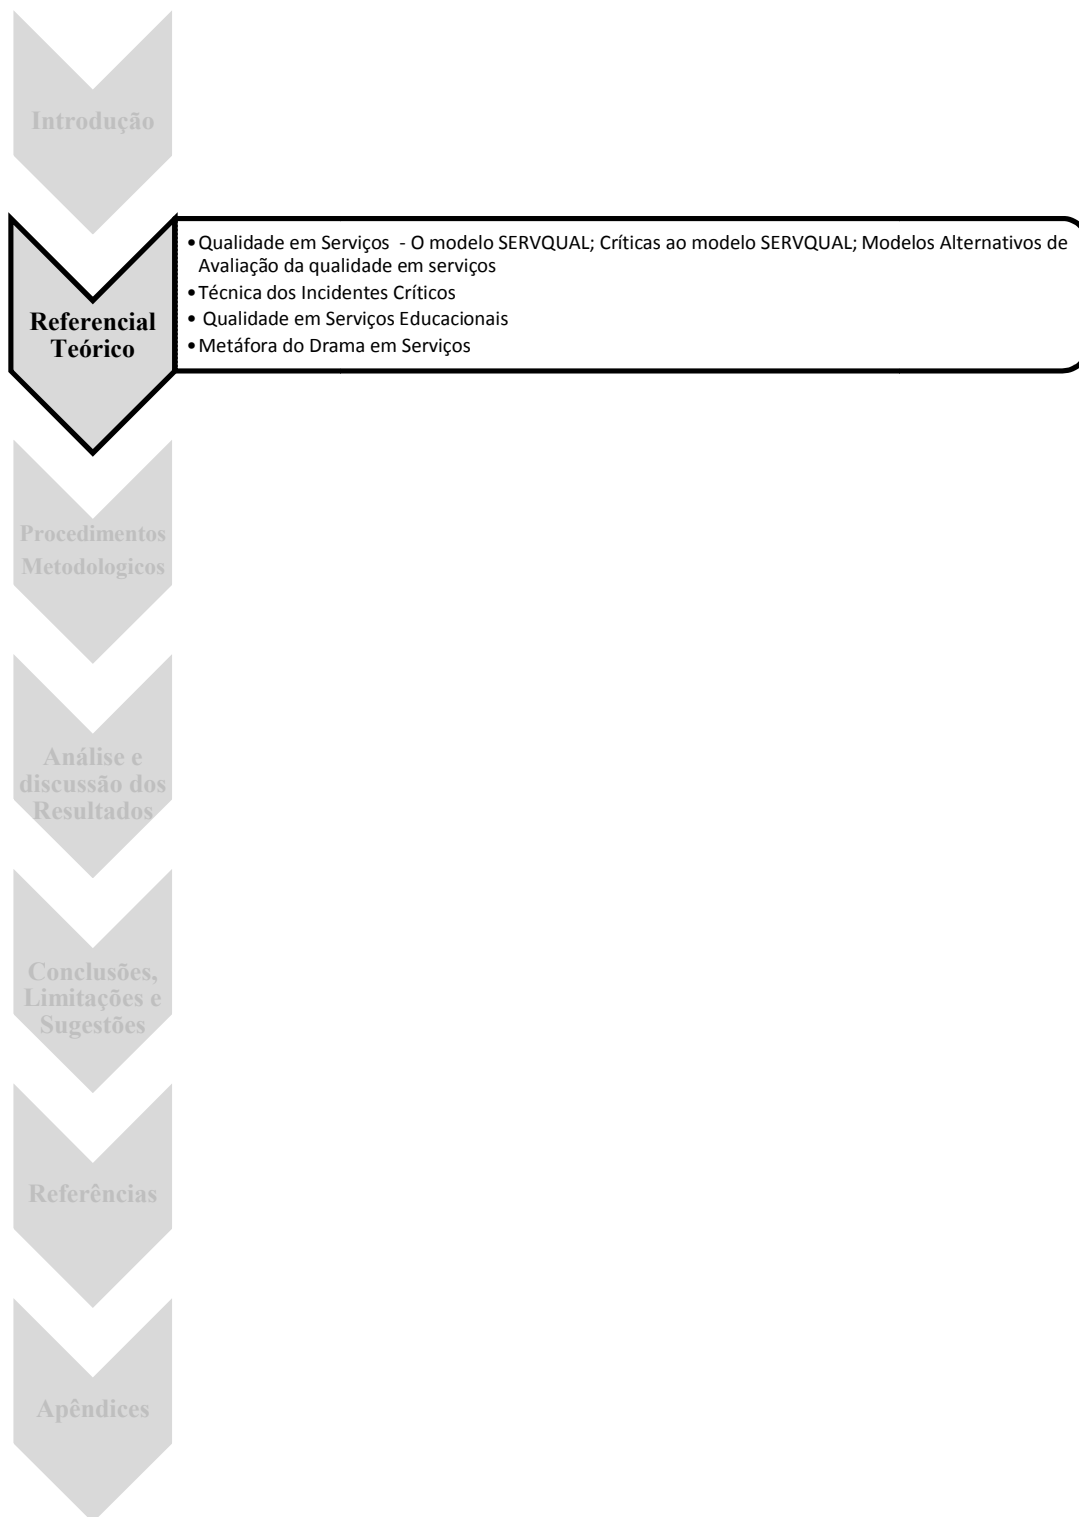 Introdução
•Qualidade em Serviços - O modelo SERVQUAL; Críticas ao modelo SERVQUAL; Modelos Alternativos de
Avaliação da qualidade em serviços
•Técnica dos Incidentes Críticos
• Qualidade em Serviços Educacionais
•Metáfora do Drama em Serviços
Referencial
Teórico
Procedimentos
Metodologicos
Análise e
discussão dos
Resultados
Conclusões,
Limitações e
Sugestões
Referências
Apêndices